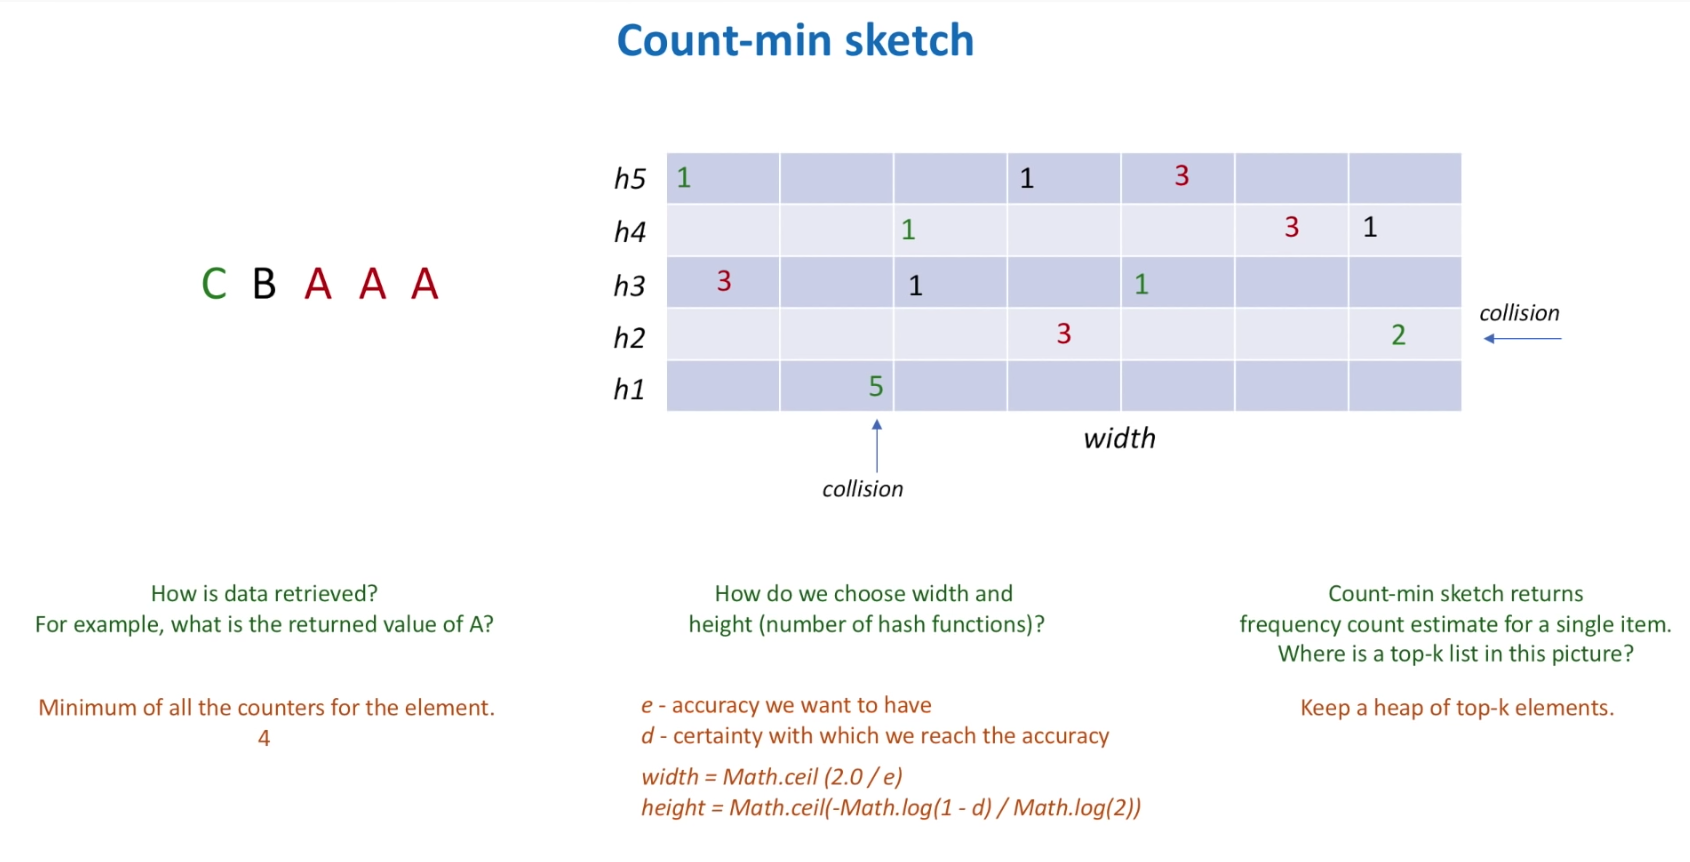 Count-min sketch
C B A A A
h5 1 1 3
h4 1 3 1
h3 3 1 1
h2 3 2
h1 5
collision
width
collision
How is data retrieved?
For example, what is the returned value of A?
Minimum of all the counters for the element.
4
How do we choose width and
height (number of hash functions)?
e - accuracy we want to have
d - certainty with which we reach the accuracy
width = Math.ceil (2.0 / e)
height = Math.ceil(-Math.log(1 - d) / Math.log(2))
Count-min sketch returns
frequency count estimate for a single item.
Where is a top-k list in this picture?
Keep a heap of top-k elements.